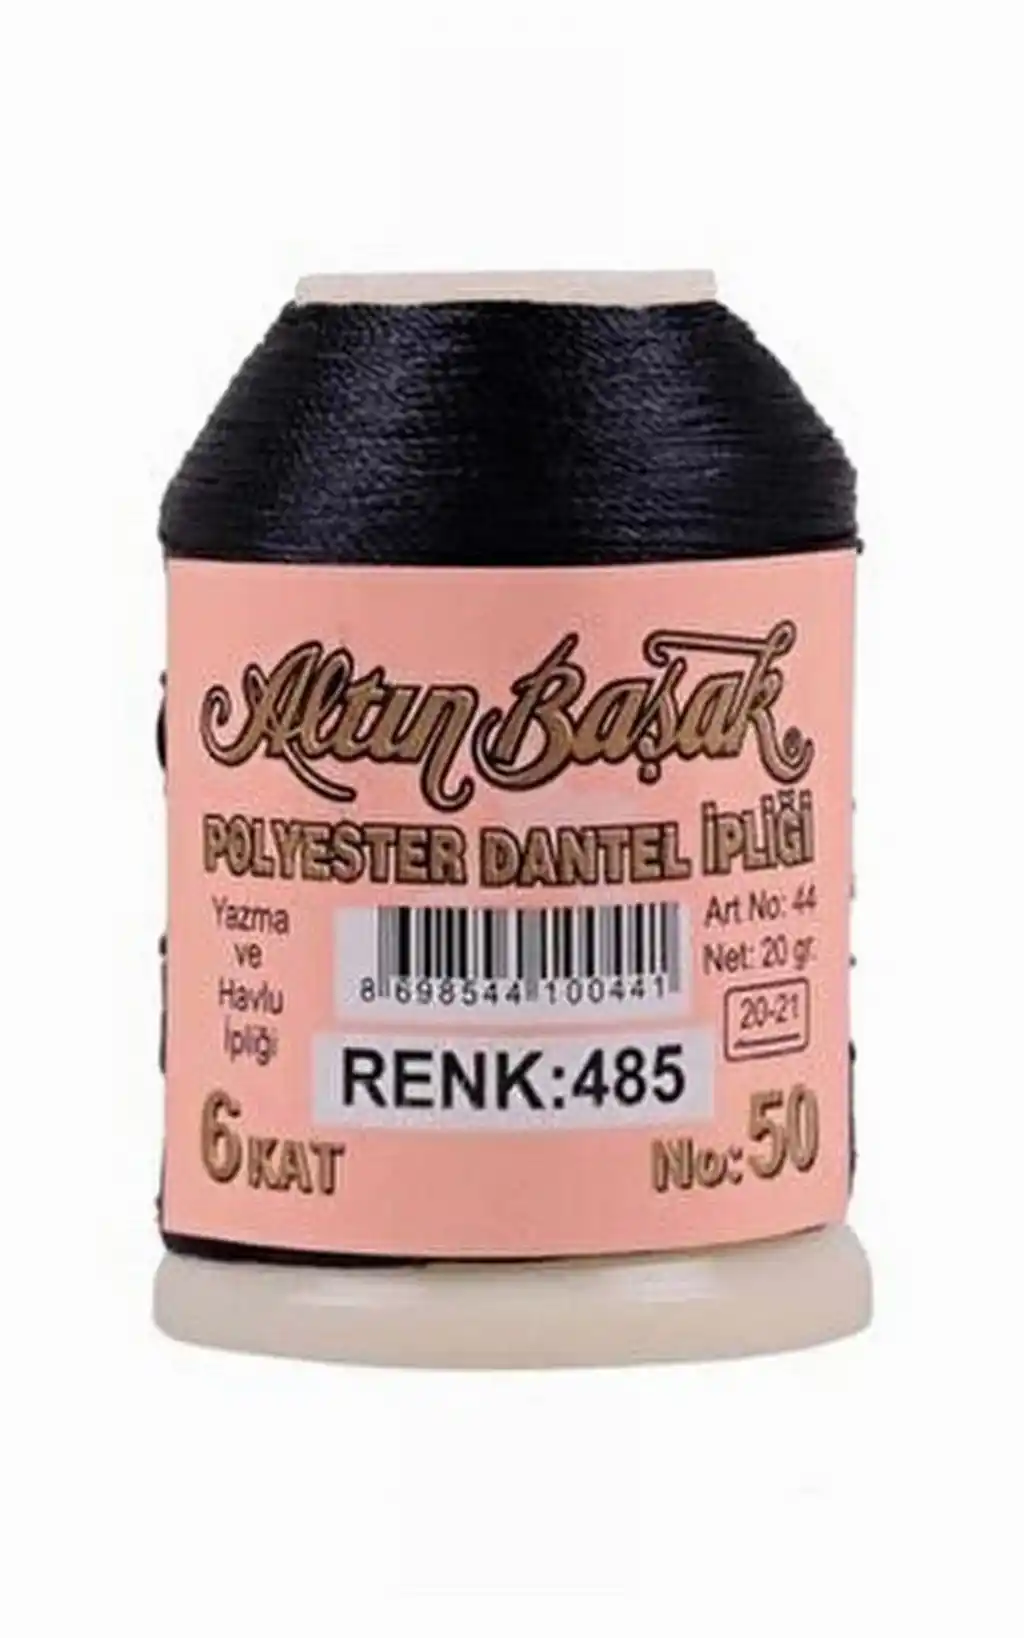 Altın Başak ®
POLYESTER DANTEL İPLİĞİ
Yazma
ve
Havlu
İpliği
8 698544 100441
Art No: 44
Net: 20 gr.
20-21
RENK:485
6 KAT
No: 50